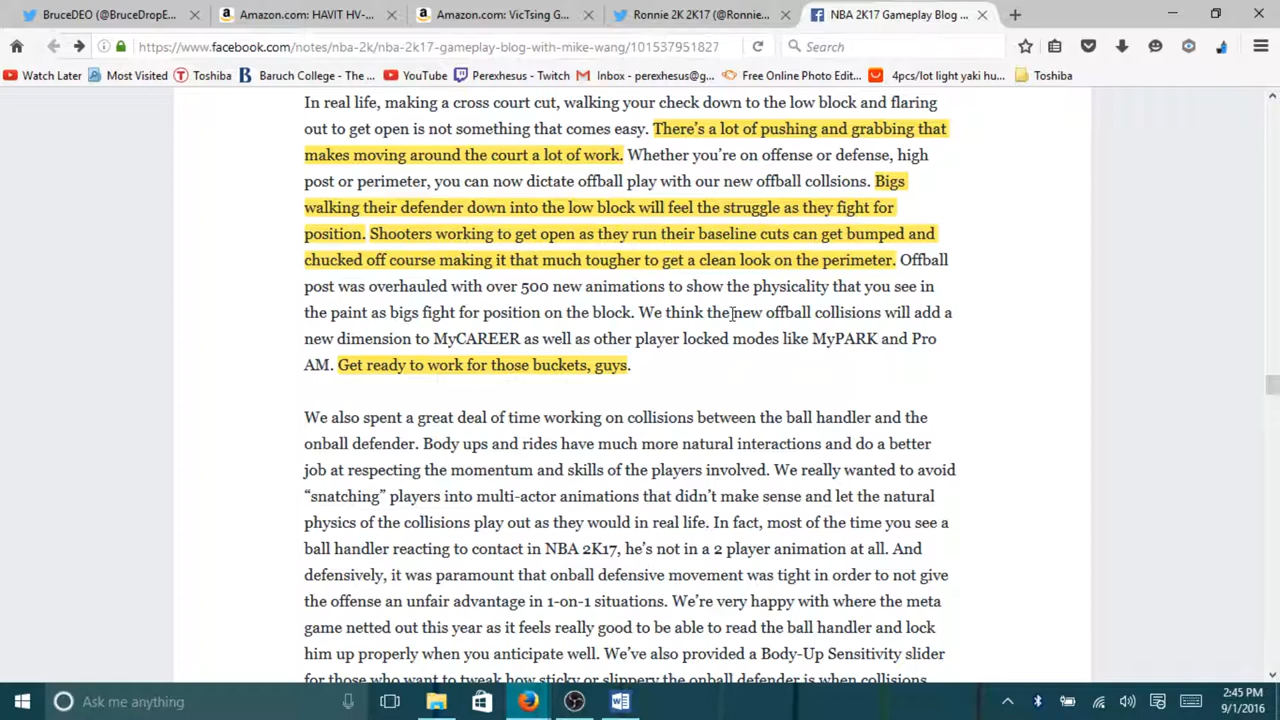 BruceDEO (@BruceDropE...
Amazon.com: HAVIT HV-...
Amazon.com: VicTsing G...
Ronnie 2K 2K17 (@Ronnie...
NBA 2K17 Gameplay Blog ...
https://www.facebook.com/notes/nba-2k/nba-2k17-gameplay-blog-with-mike-wang/101537951827
Search
Watch Later
Most Visited
Toshiba
Baruch College - The ...
YouTube
Perexhesus - Twitch
Inbox - perexhesus@g...
Free Online Photo Edit...
4pcs/lot light yaki hu...
Toshiba
In real life, making a cross court cut, walking your check down to the low block and flaring
out to get open is not something that comes easy. There's a lot of pushing and grabbing that
makes moving around the court a lot of work. Whether you're on offense or defense, high
post or perimeter, you can now dictate offball play with our new offball collsions. Bigs
walking their defender down into the low block will feel the struggle as they fight for
position. Shooters working to get open as they run their baseline cuts can get bumped and
chucked off course making it that much tougher to get a clean look on the perimeter. Offball
post was overhauled with over 500 new animations to show the physicality that you see in
the paint as bigs fight for position on the block. We think the new offball collisions will add a
new dimension to MyCAREER as well as other player locked modes like MyPARK and Pro
AM. Get ready to work for those buckets, guys.
We also spent a great deal of time working on collisions between the ball handler and the
onball defender. Body ups and rides have much more natural interactions and do a better
job at respecting the momentum and skills of the players involved. We really wanted to avoid
“snatching” players into multi-actor animations that didn't make sense and let the natural
physics of the collisions play out as they would in real life. In fact, most of the time you see a
ball handler reacting to contact in NBA 2K17, he's not in a 2 player animation at all. And
defensively, it was paramount that onball defensive movement was tight in order to not give
the offense an unfair advantage in 1-on-1 situations. We're very happy with where the meta
game netted out this year as it feels really good to be able to read the ball handler and lock
him up properly when you anticipate well. We've also provided a Body-Up Sensitivity slider
for those who want to tweak how sticky or slippery the onball defender is when collisions
Ask me anything
2:45 PM
9/1/2016